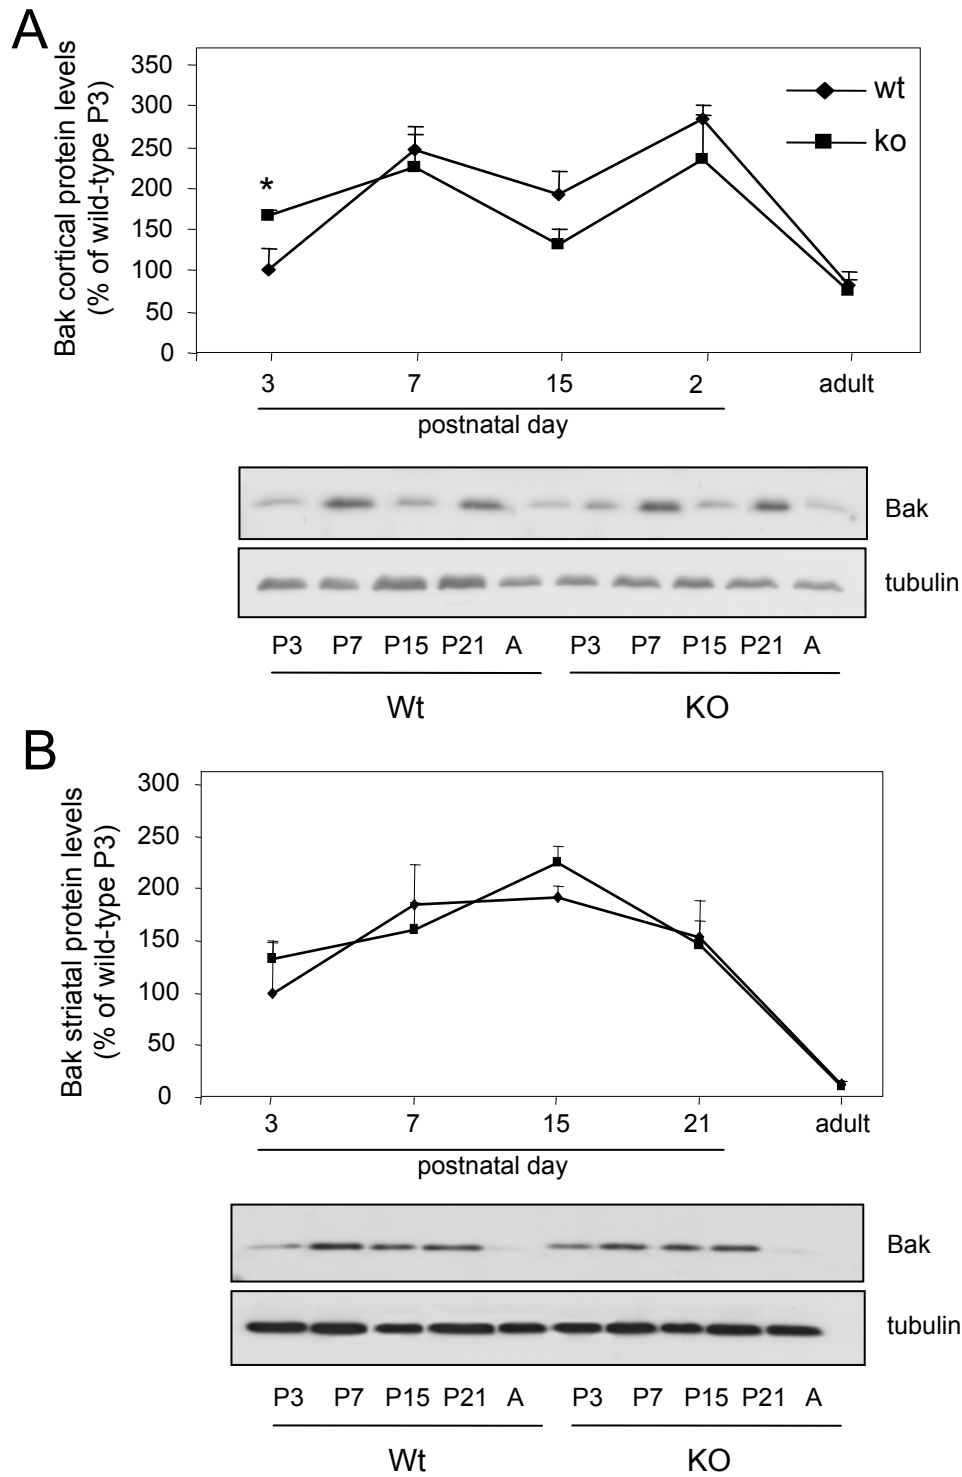 A
Bak cortical protein levels
(% of wild-type P3)
350
300
250
200
150
100
50
0
*
wt
ko
3 7 15 2 adult
postnatal day
Bak
tubulin
P3 P7 P15 P21 A P3 P7 P15 P21 A
Wt KO
B
Bak striatal protein levels
(% of wild-type P3)
300
250
200
150
100
50
0
3 7 15 21 adult
postnatal day
Bak
tubulin
P3 P7 P15 P21 A P3 P7 P15 P21 A
Wt KO